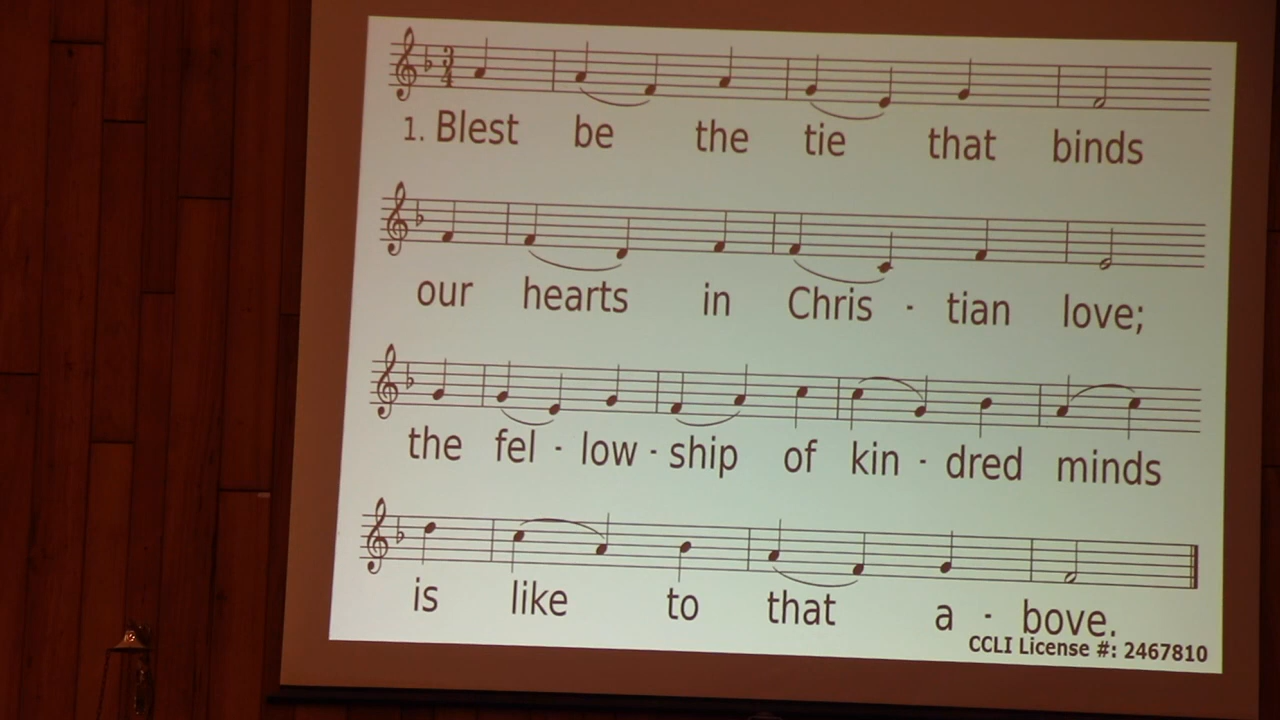 1. Blest be the tie that binds
our hearts in Chris - tian love;
the fel - low - ship of kin - dred minds
is like to that a - bove.
CCLI License #: 2467810